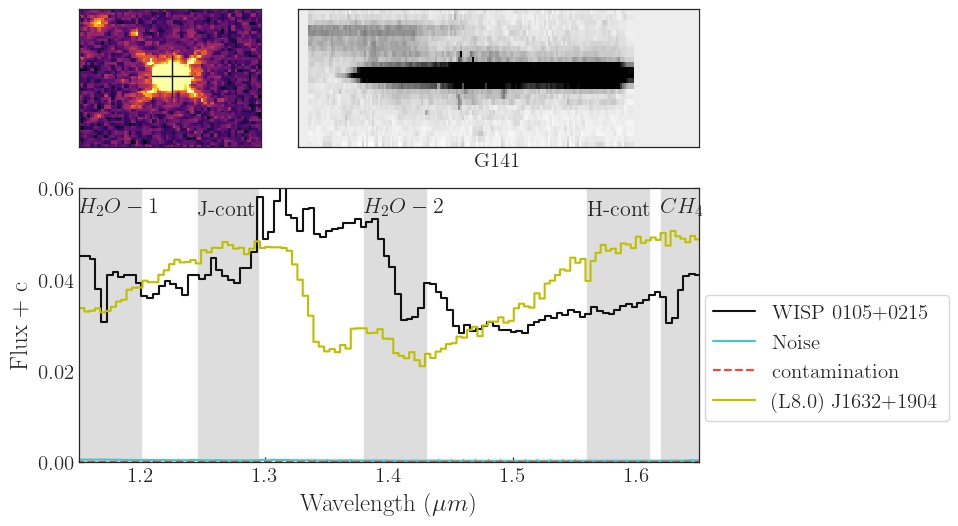 G141
0.06
0.04
0.02
0.00
Flux + c
H₂O − 1
J-cont
H₂O − 2
H-cont
CH₄
1.2
1.3
1.4
1.5
1.6
Wavelength (μm)
WISP 0105+0215
Noise
contamination
(L8.0) J1632+1904